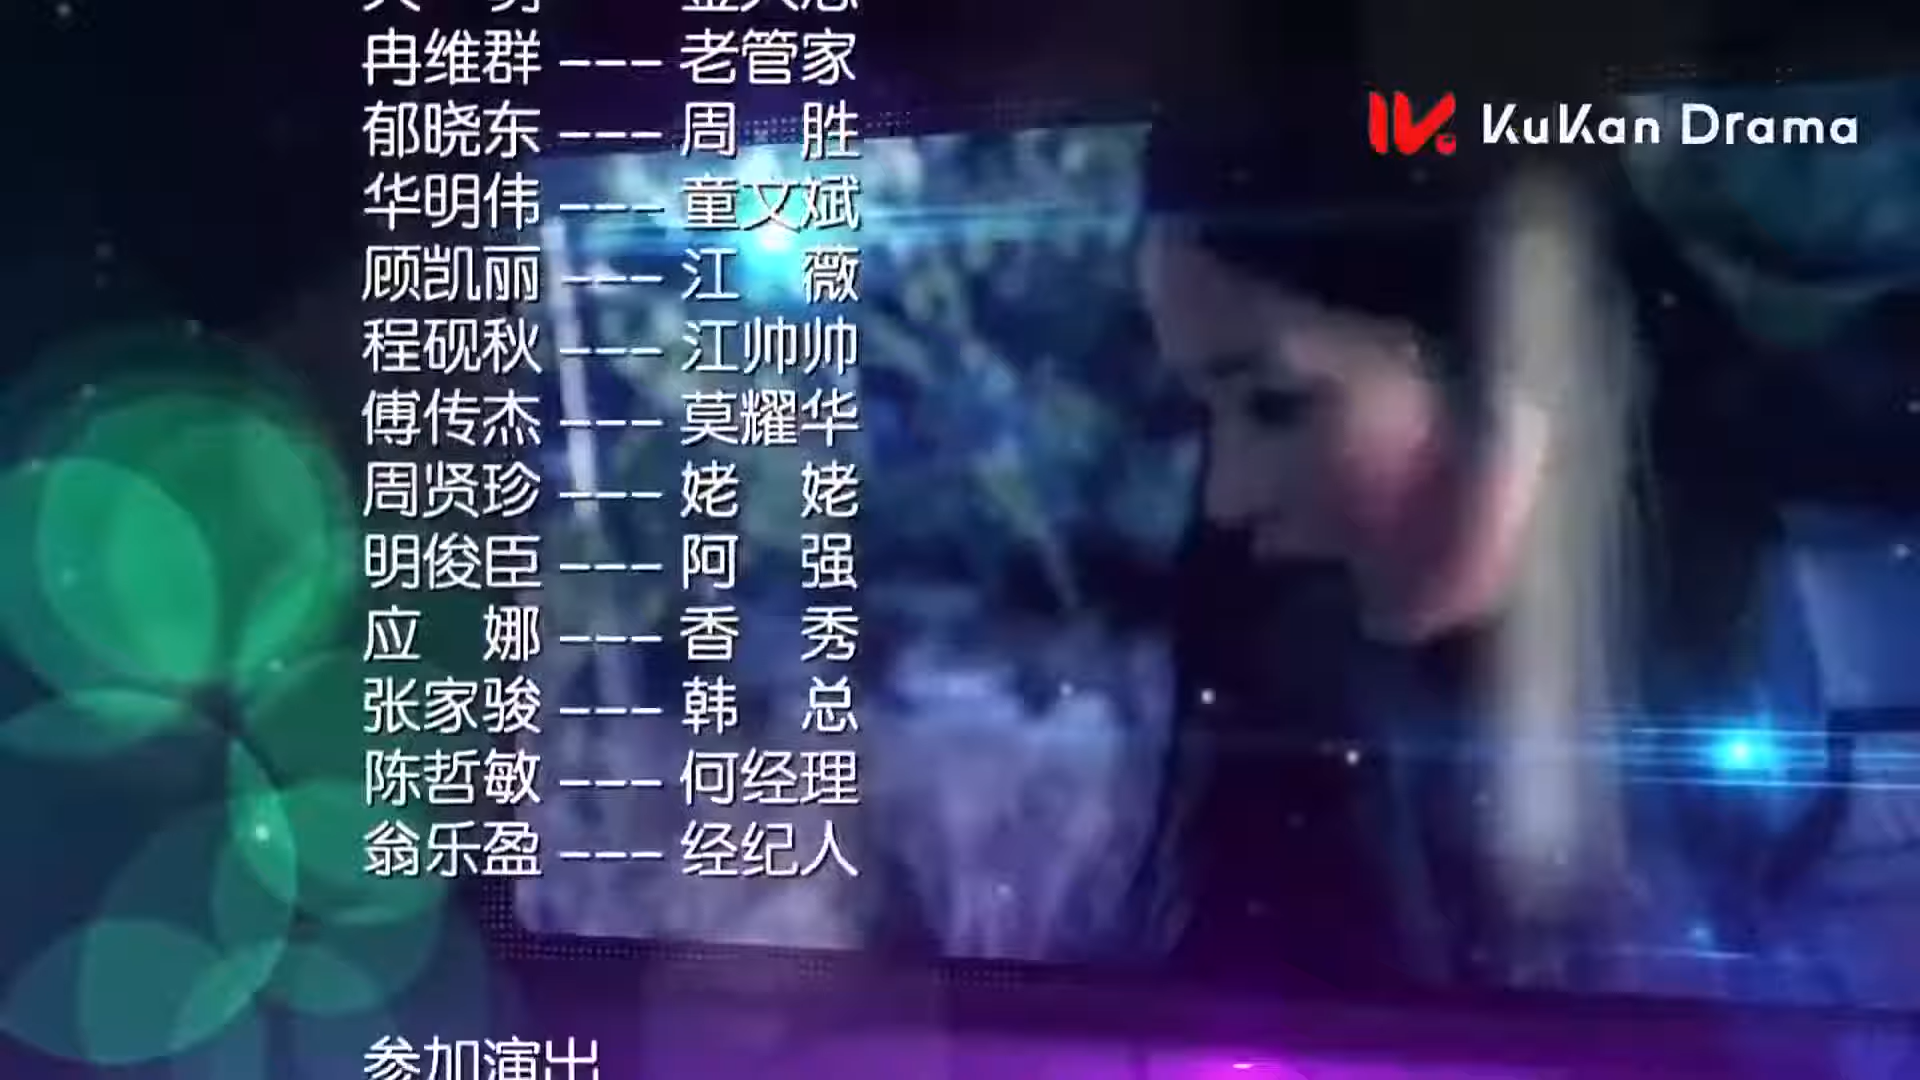 冉维群 --- 老管家
郁晓东 --- 周 胜
华明伟 --- 童文斌
顾凯丽 --- 江 薇
程砚秋 --- 江帅帅
傅传杰 --- 莫耀华
周贤珍 --- 姥 姥
明俊臣 --- 阿 强
应 娜 --- 香 秀
张家骏 --- 韩 总
陈哲敏 --- 何经理
翁乐盈 --- 经纪人
参加演出
KuKan Drama